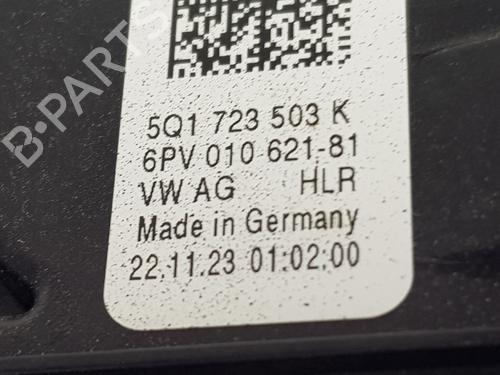 B-PARTS
5Q1 723 503 K
6PV 010 621-81
VW AG HLR
Made in Germany
22.11.23 01:02:00